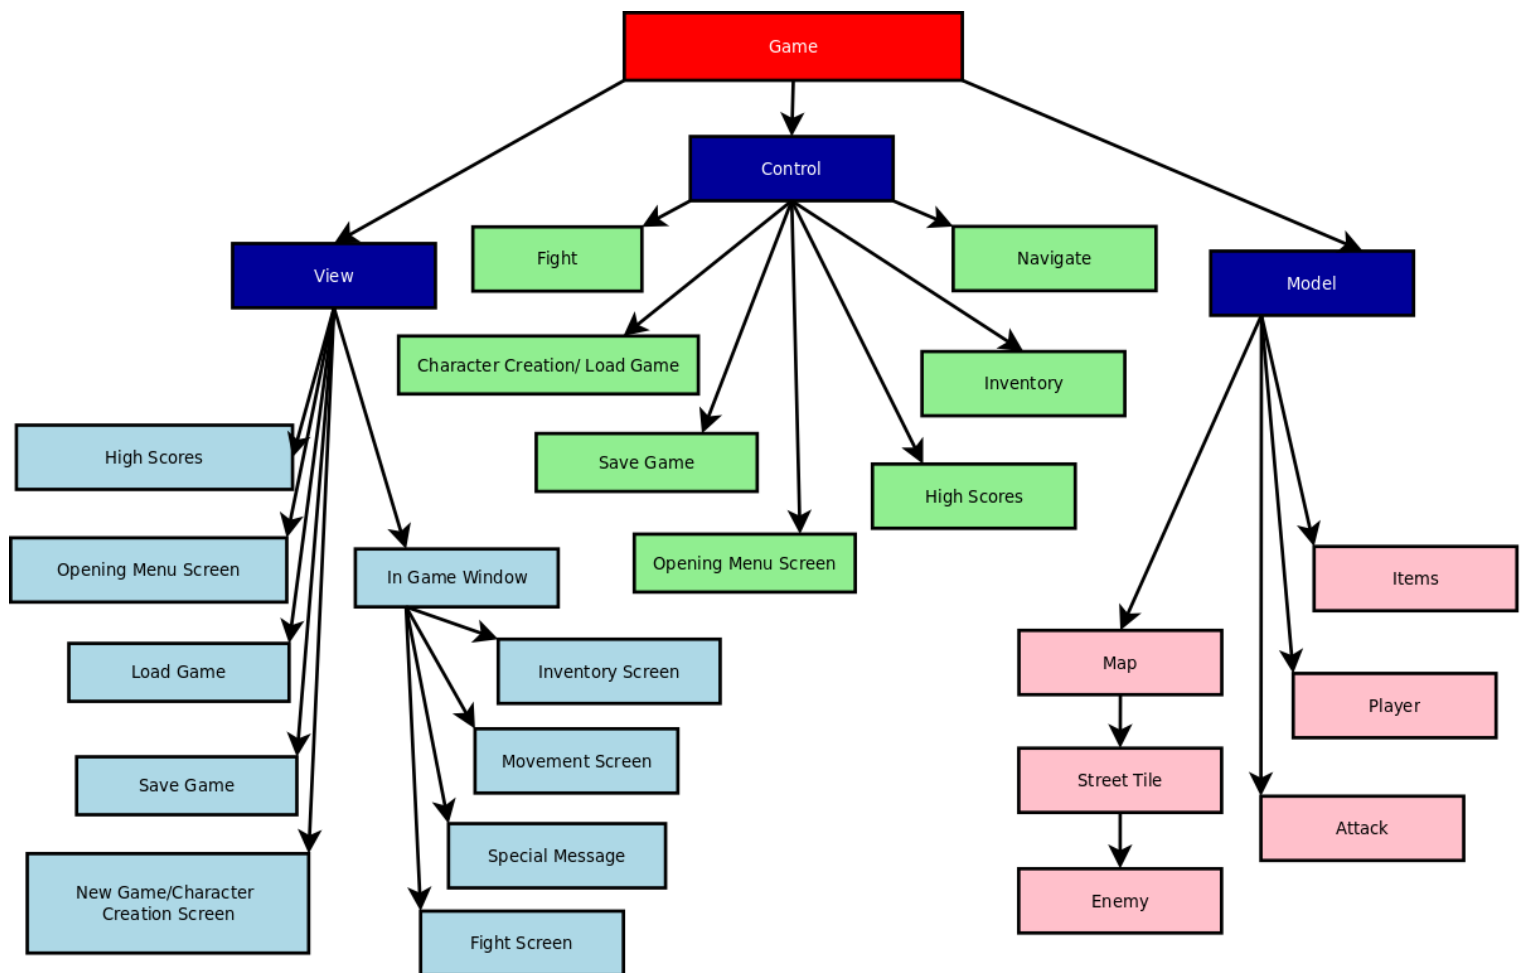 Game
Control
View
Fight
Navigate
Model
Character Creation/ Load Game
Inventory
High Scores
Save Game
High Scores
Opening Menu Screen
In Game Window
Opening Menu Screen
Items
Load Game
Inventory Screen
Map
Player
Save Game
Movement Screen
Street Tile
Attack
Special Message
New Game/Character
Creation Screen
Enemy
Fight Screen